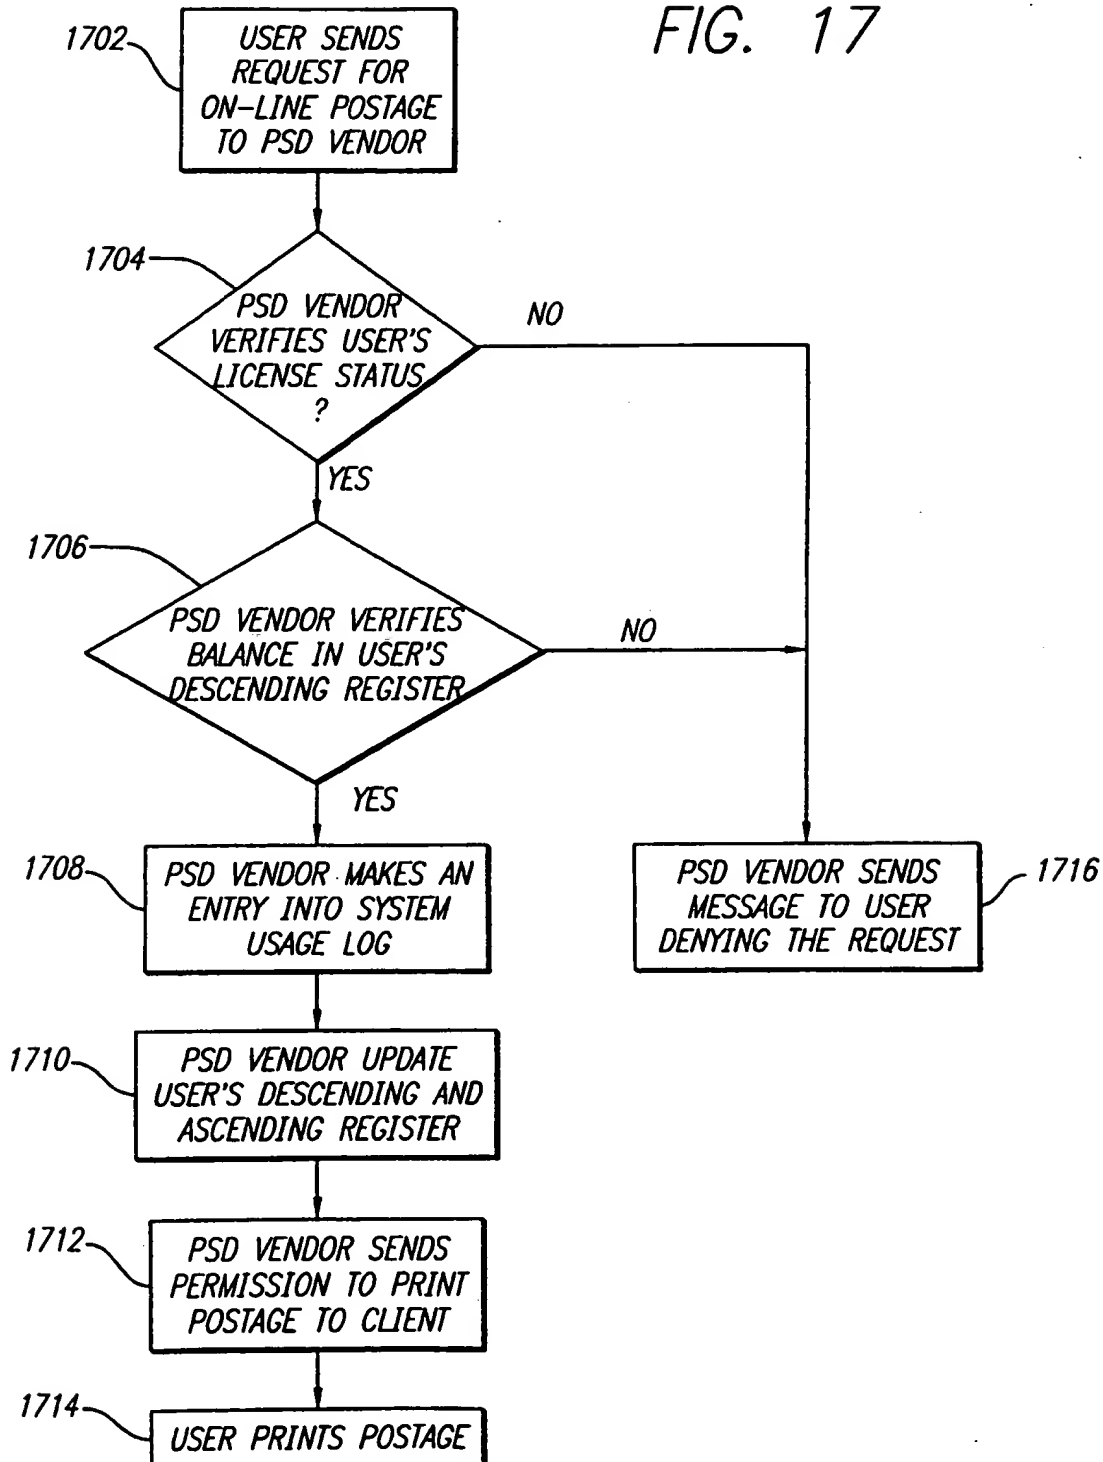 FIG. 17
1702
USER SENDS
REQUEST FOR
ON-LINE POSTAGE
TO PSD VENDOR
1704
PSD VENDOR
VERIFIES USER'S
LICENSE STATUS
?
NO
YES
1706
PSD VENDOR VERIFIES
BALANCE IN USER'S
DESCENDING REGISTER
NO
YES
1708
PSD VENDOR MAKES AN
ENTRY INTO SYSTEM
USAGE LOG
PSD VENDOR SENDS
MESSAGE TO USER
DENYING THE REQUEST
1716
1710
PSD VENDOR UPDATE
USER'S DESCENDING AND
ASCENDING REGISTER
1712
PSD VENDOR SENDS
PERMISSION TO PRINT
POSTAGE TO CLIENT
1714
USER PRINTS POSTAGE